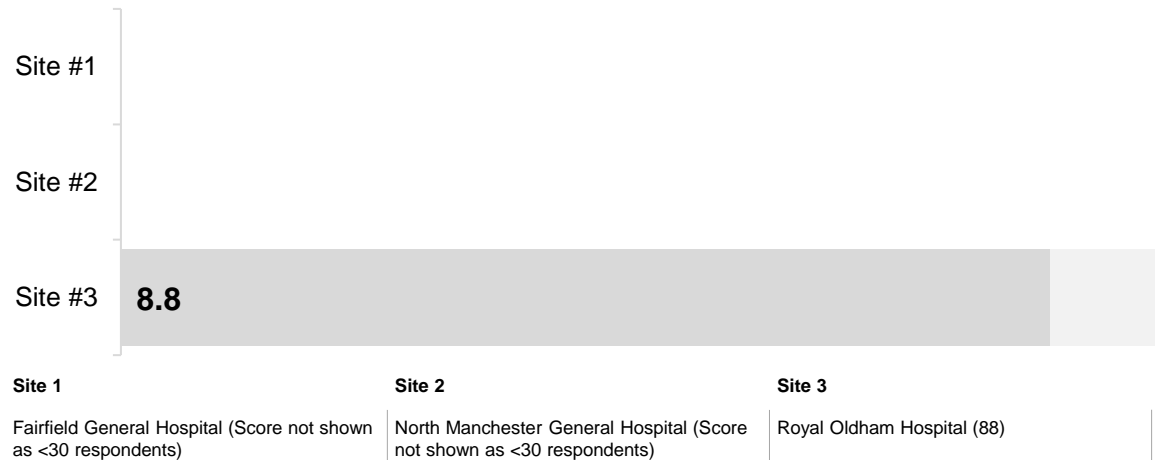 Site #1
Site #2
Site #3
8.8
Site 1
Site 2
Site 3
Fairfield General Hospital (Score not shown
as <30 respondents)
North Manchester General Hospital (Score
not shown as <30 respondents)
Royal Oldham Hospital (88)